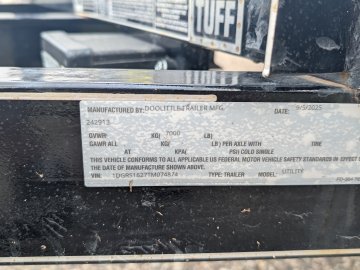 TUFF
MANUFACTURED BY: DOOLITTLE TRAILER MFG DATE: 9/5/2025
242913
GVWR: KG( 7000 LB)
GAWR ALL KG( LB) PER AXLE WITH TIRE
AT KPA( PSI) COLD SINGLE
THIS VEHICLE CONFORMS TO ALL APPLICABLE US FEDERAL MOTOR VEHICLE SAFETY STANDARDS IN EFFECT
THE DATE OF MANUFACTURE SHOWN ABOVE.
VIN: TYPE: TRAILER MODEL: UTILITY